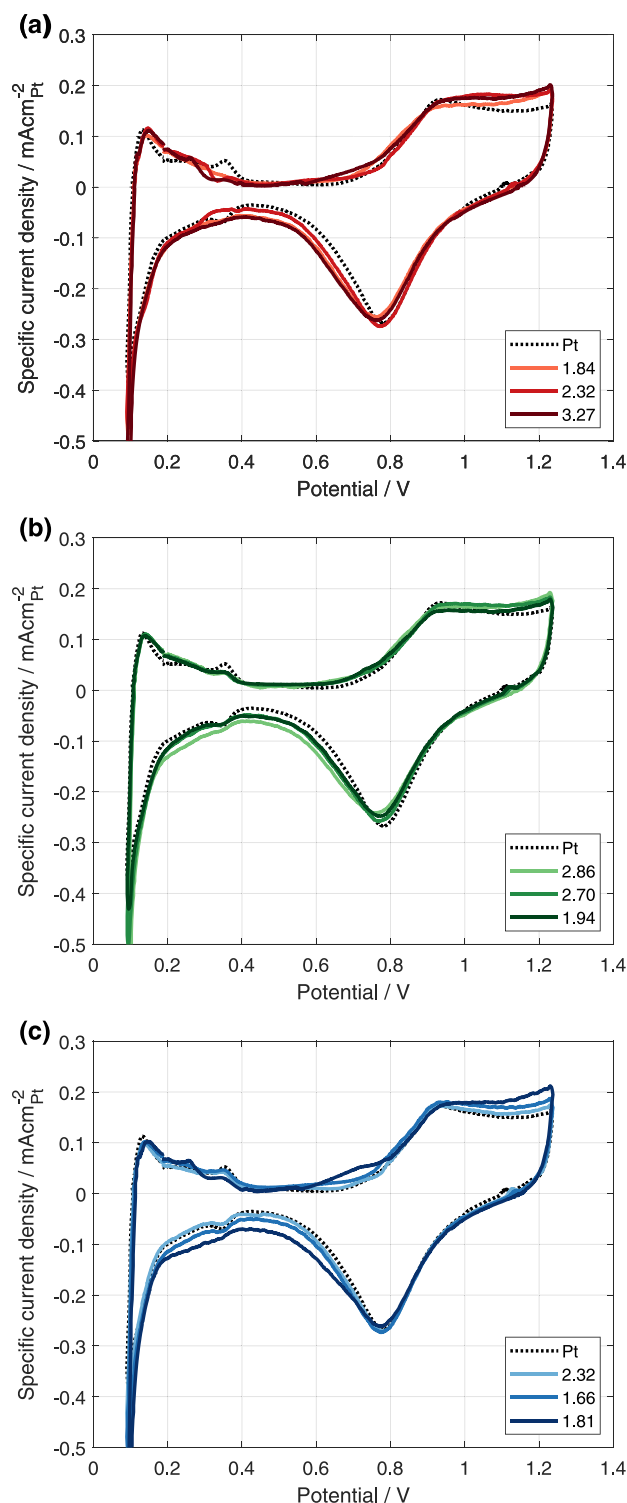 (a)
0.3
0.2
0.1
0
-0.1
-0.2
-0.3
-0.4
-0.5
Specific current density / mAcm⁻²Pt
Pt
1.84
2.32
3.27
0 0.2 0.4 0.6 0.8 1 1.2 1.4
Potential / V
(b)
0.3
0.2
0.1
0
-0.1
-0.2
-0.3
-0.4
-0.5
Specific current density / mAcm⁻²Pt
Pt
2.86
2.70
1.94
0 0.2 0.4 0.6 0.8 1 1.2 1.4
Potential / V
(c)
0.3
0.2
0.1
0
-0.1
-0.2
-0.3
-0.4
-0.5
Specific current density / mAcm⁻²Pt
Pt
2.32
1.66
1.81
0 0.2 0.4 0.6 0.8 1 1.2 1.4
Potential / V